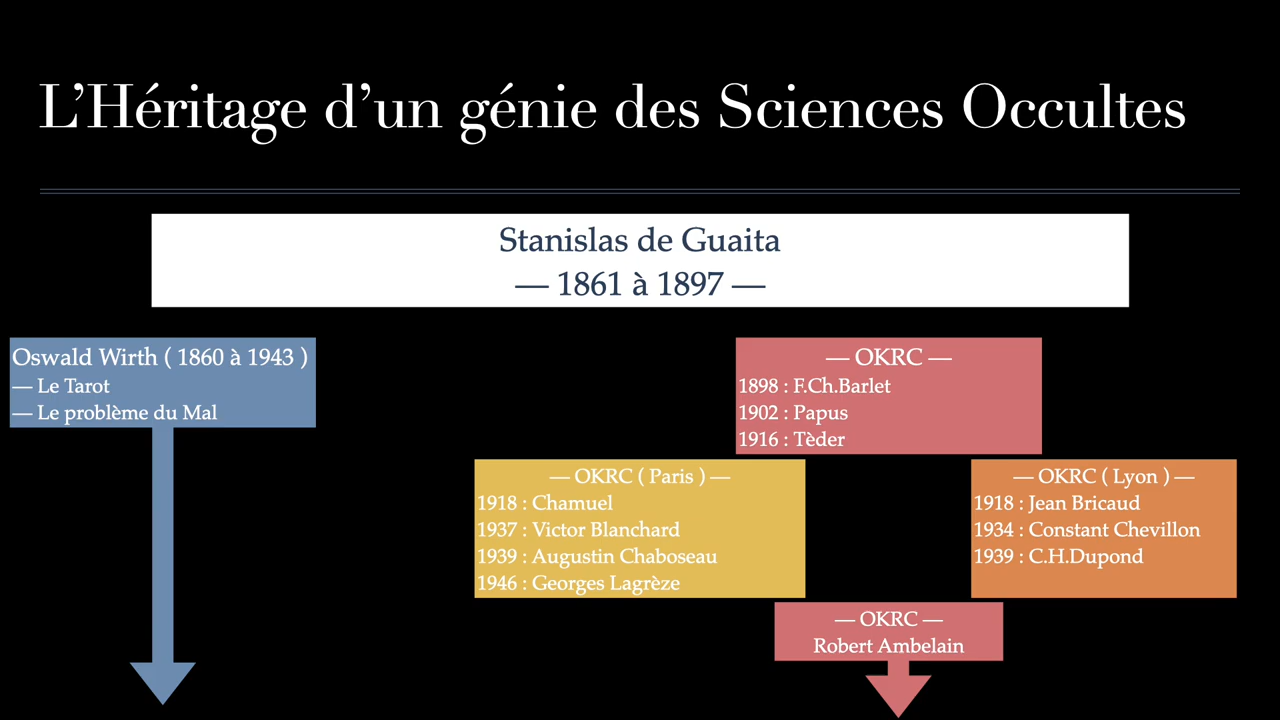 L’Héritage d’un génie des Sciences Occultes
Stanislas de Guaita
— 1861 à 1897 —
Oswald Wirth ( 1860 à 1943 )
— Le Tarot
— Le problème du Mal
— OKRC —
1898 : F.Ch.Barlet
1902 : Papus
1916 : Tèder
— OKRC ( Paris ) —
1918 : Chamuel
1937 : Victor Blanchard
1939 : Augustin Chaboseau
1946 : Georges Lagrèze
— OKRC ( Lyon ) —
1918 : Jean Bricaud
1934 : Constant Chevillon
1939 : C.H.Dupond
— OKRC —
Robert Ambelain